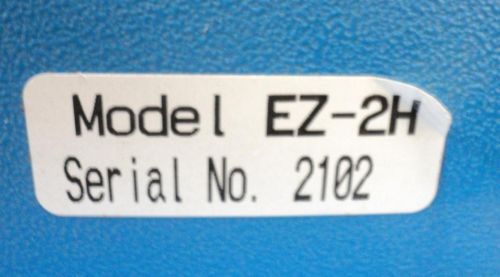 Model EZ-2H
Serial No. 2102